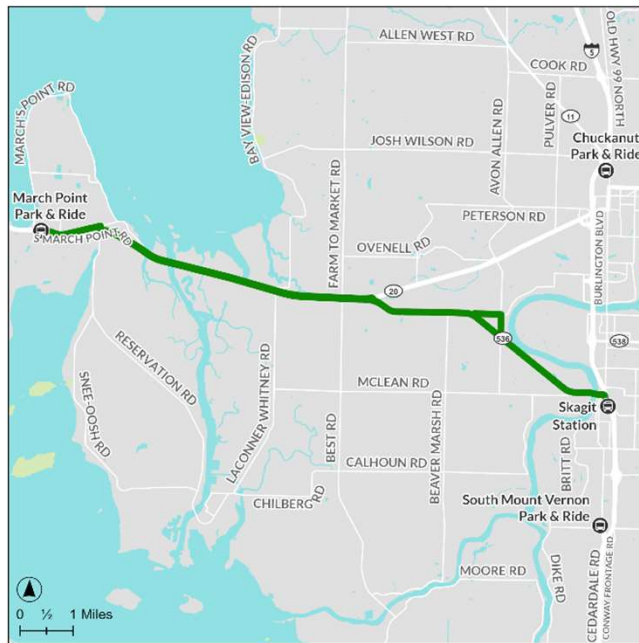 ALLEN WEST RD
COOK RD
OLD HWY 99 NORTH
5
11
MARCH'S POINT RD
BAY VIEW-EDISON RD
JOSH WILSON RD
AVON ALLEN RD
PULVER RD
Chuckanut
Park & Ride
March Point
Park & Ride
S MARCH POINT RD
FARM TO MARKET RD
PETERSON RD
OVENELL RD
BURLINGTON BLVD
20
536
538
RESERVATION RD
SNEE-OOSH RD
LACONNER WHITNEY RD
BEST RD
MCLEAN RD
BEAVER MARSH RD
Skagit
Station
CALHOUN RD
BRITT RD
CHILBERG RD
South Mount Vernon
Park & Ride
MOORE RD
DIKE RD
CEDARDALE RD
CONWAY FRONTAGE RD
0 ½ 1 Miles